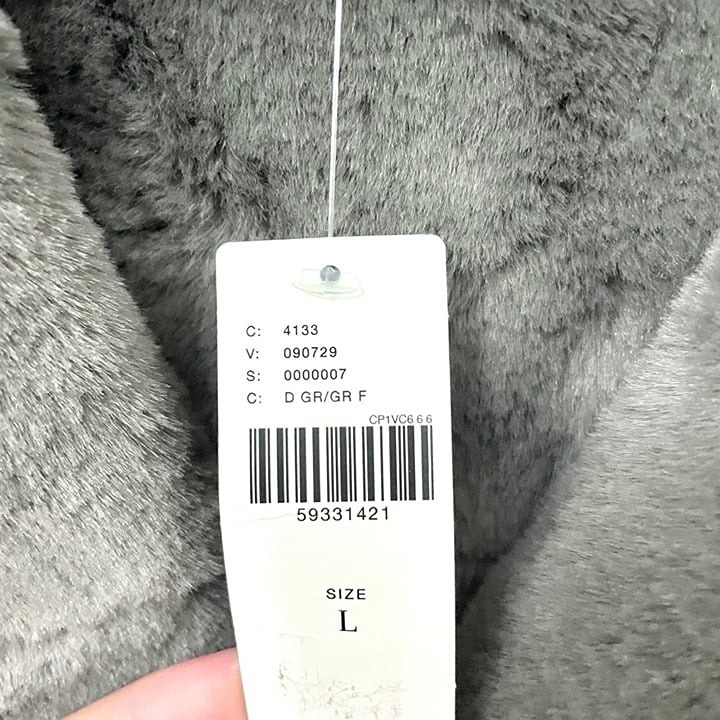 C: 4133
V: 090729
S: 0000007
C: D GR/GR F
CP1VC6 6 6
59331421
SIZE
L